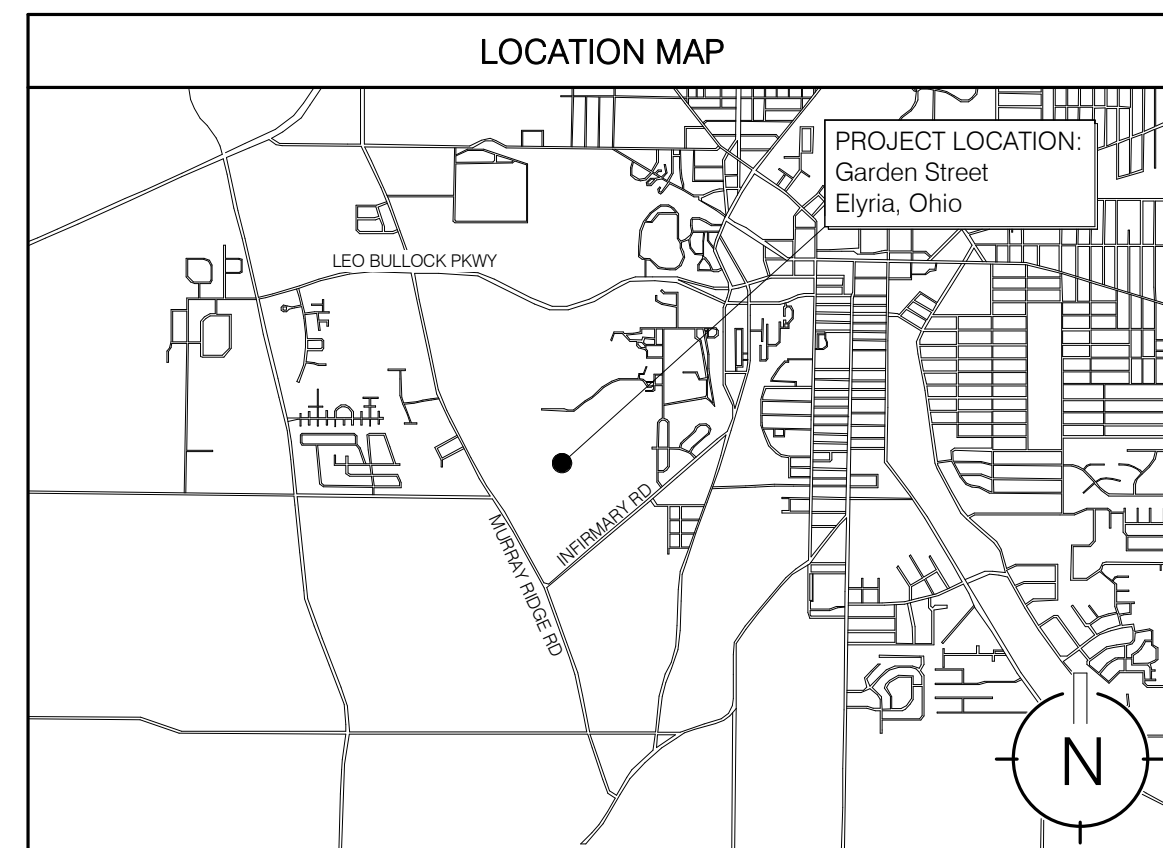 LOCATION MAP
PROJECT LOCATION:
Garden Street
Elyria, Ohio
LEO BULLOCK PKWY
INFIRMARY RD
MURRAY RIDGE RD
N